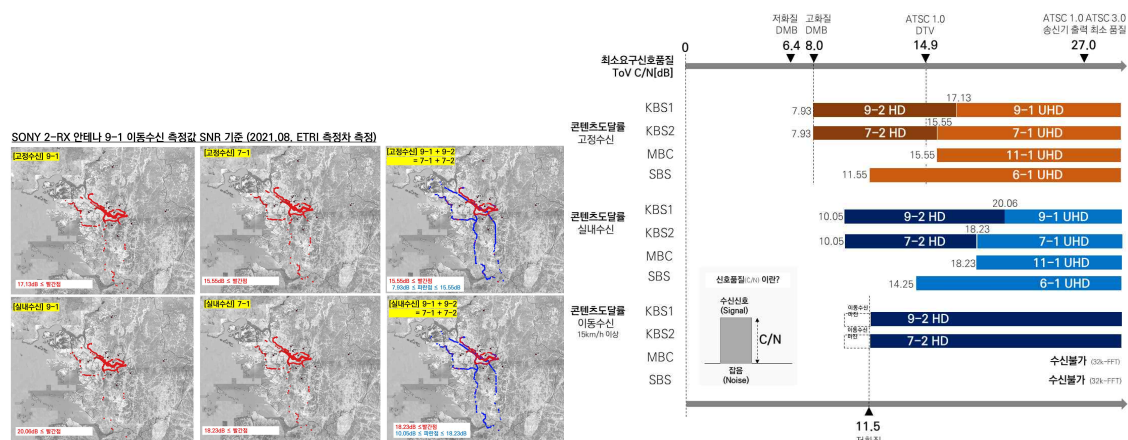 SONY 2-RX 안테나 9-1 이동수신 측정값 SNR 기준 (2021.08. ETRI 측정차 측정)
[고정수신] 9-1
17.13dB ≤ 빨간점
[고정수신] 7-1
15.55dB ≤ 빨간점
[고정수신] 9-1 + 9-2
= 7-1 + 7-2
15.55dB ≤ 빨간점
7.93dB ≤ 파란점 ≤ 15.55dB
[실내수신] 9-1
20.06dB ≤ 빨간점
[실내수신] 7-1
18.23dB ≤ 빨간점
[실내수신] 9-1 + 9-2
= 7-1 + 7-2
18.23dB ≤ 빨간점
10.05dB ≤ 파란점 ≤ 18.23dB
최소요구신호품질
ToV C/N[dB]
0
저화질
DMB
6.4
고화질
DMB
8.0
ATSC 1.0
DTV
14.9
ATSC 1.0 ATSC 3.0
송신기 출력 최소 품질
27.0
콘텐츠도달률
고정수신
KBS1
7.93
9-2 HD
17.13
9-1 UHD
KBS2
7.93
7-2 HD
15.55
7-1 UHD
MBC
15.55
11-1 UHD
SBS
11.55
6-1 UHD
콘텐츠도달률
실내수신
KBS1
10.05
9-2 HD
20.06
9-1 UHD
KBS2
10.05
7-2 HD
18.23
7-1 UHD
MBC
18.23
11-1 UHD
SBS
14.25
6-1 UHD
신호품질(C/N) 이란?
수신신호
(Signal)
C/N
잡음
(Noise)
콘텐츠도달률
이동수신
15km/h 이상
KBS1
이동수신
마진
9-2 HD
KBS2
이동수신
마진
7-2 HD
MBC
수신불가 (32k-FFT)
SBS
수신불가 (32k-FFT)
11.5